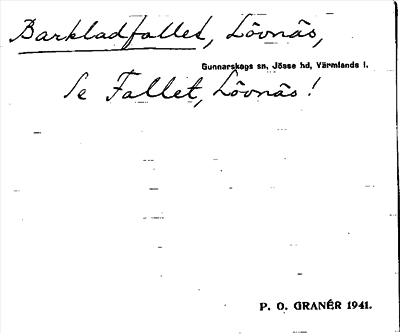 Barkladfallet, Lövnäs,
Gunnarskogs sn, Jösse hd, Värmlands l.
Se Fallet, Lövnäs!
P. O. GRANÉR 1941.